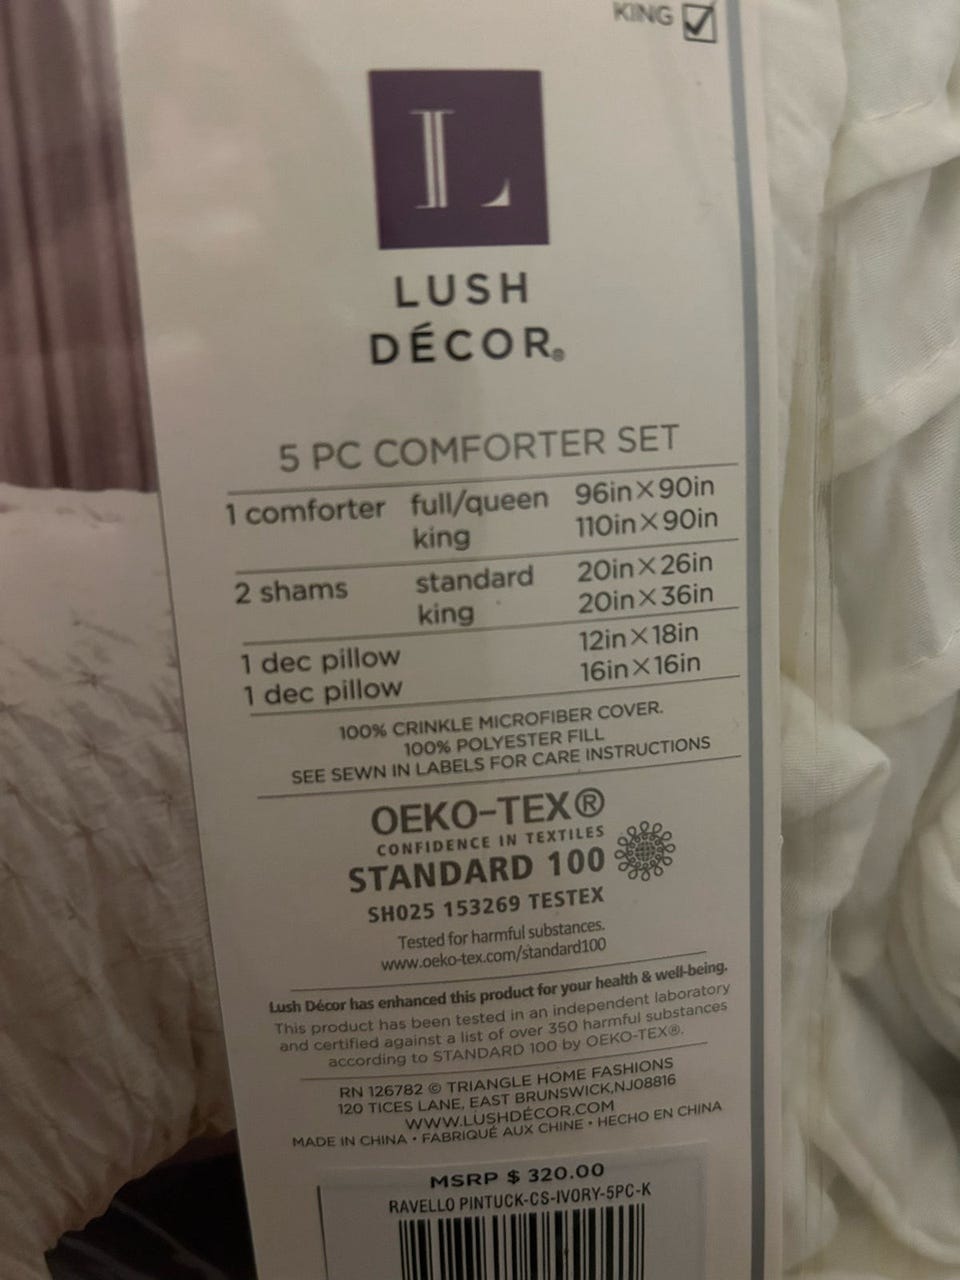 KING
L
LUSH
DÉCOR®
5 PC COMFORTER SET
1 comforter full/queen 96in×90in
king 110in×90in
2 shams standard 20in×26in
king 20in×36in
1 dec pillow 12in×18in
1 dec pillow 16in×16in
100% CRINKLE MICROFIBER COVER.
100% POLYESTER FILL
SEE SEWN IN LABELS FOR CARE INSTRUCTIONS
OEKO-TEX®
CONFIDENCE IN TEXTILES
STANDARD 100
SH025 153269 TESTEX
Tested for harmful substances.
www.oeko-tex.com/standard100
Lush Décor has enhanced this product for your health & well-being.
This product has been tested in an independent laboratory
and certified against a list of over 350 harmful substances
according to STANDARD 100 by OEKO-TEX®.
RN 126782 © TRIANGLE HOME FASHIONS
120 TICES LANE, EAST BRUNSWICK,NJ08816
WWW.LUSHDÉCOR.COM
MADE IN CHINA • FABRIQUÉ AUX CHINE • HECHO EN CHINA
MSRP $ 320.00
RAVELLO PINTUCK-CS-IVORY-5PC-K